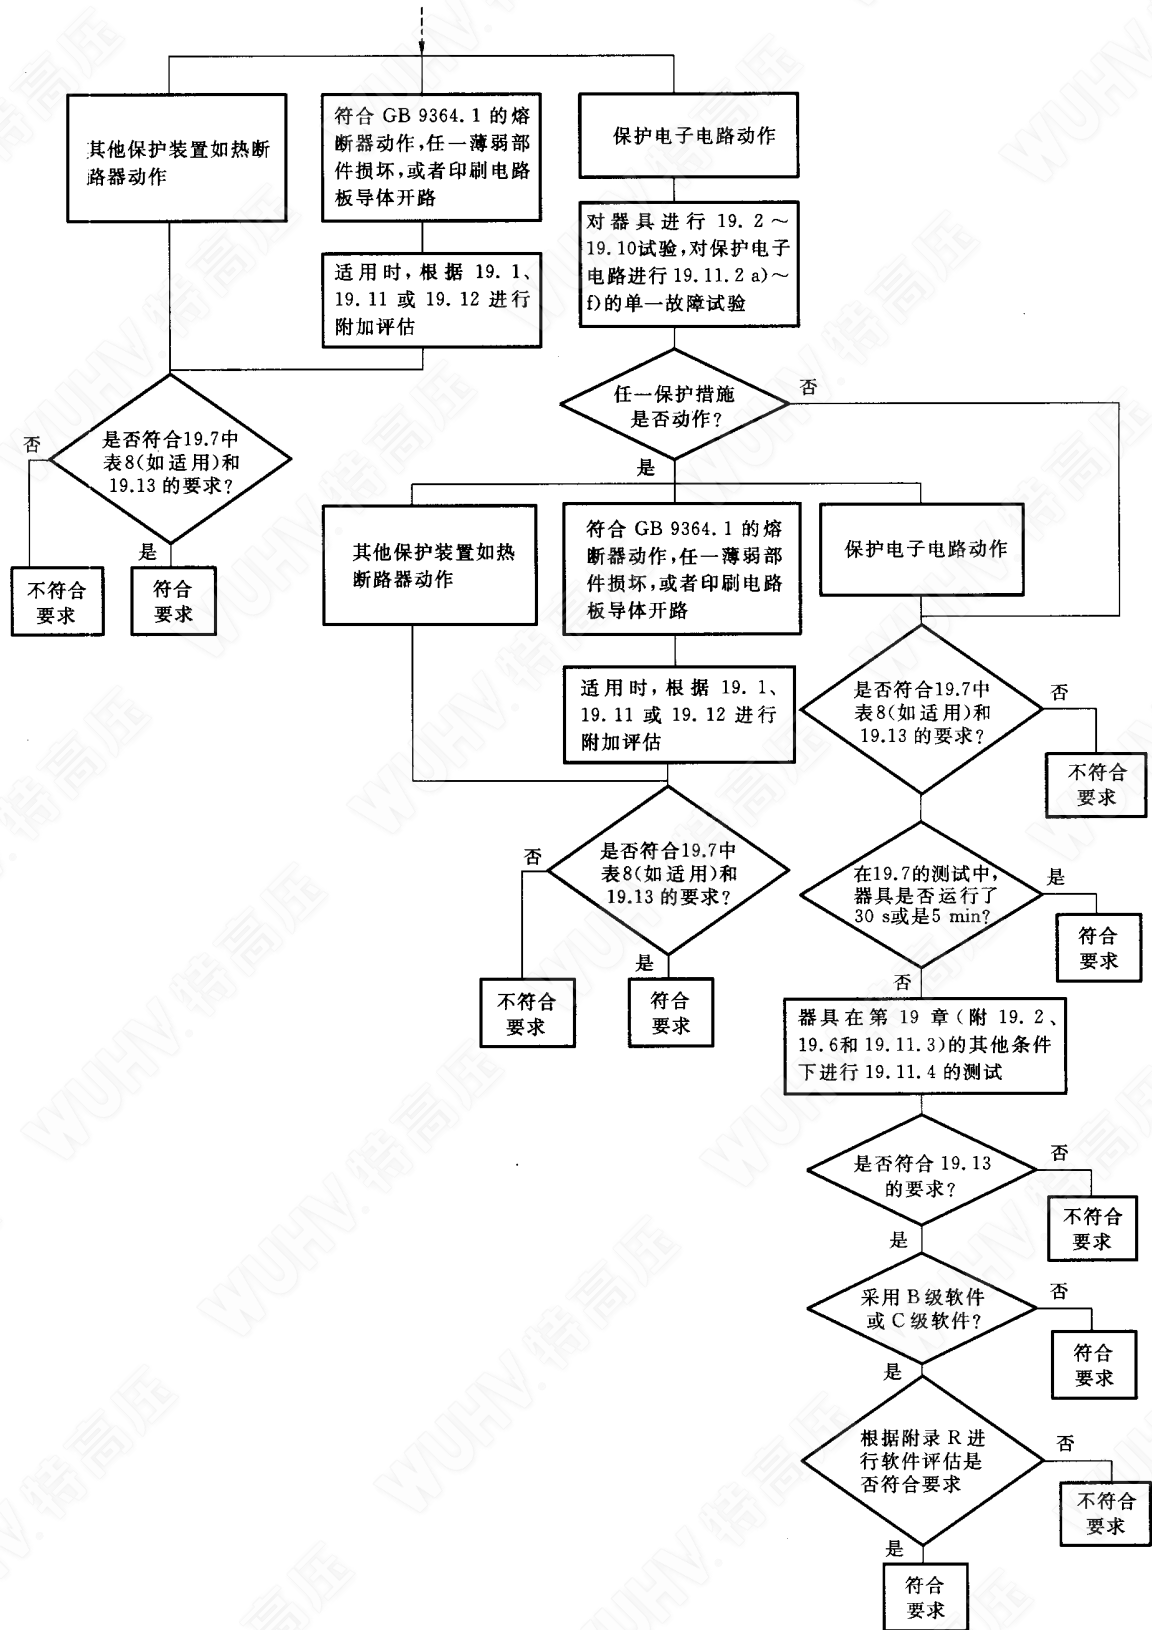 其他保护装置如热断
路器动作
符合 GB 9364.1 的熔
断器动作,任一薄弱部
件损坏,或者印刷电路
板导体开路
保护电子电路动作
适用时,根据 19.1、
19.11 或 19.12 进行
附加评估
对器具进行 19.2～
19.10试验,对保护电子
电路进行 19.11.2 a)～
f)的单一故障试验
任一保护措施
是否动作?
否
是
是否符合19.7中
表8(如适用)和
19.13 的要求?
否
是
不符合
要求
符合
要求
其他保护装置如热
断路器动作
符合 GB 9364.1 的熔
断器动作,任一薄弱部
件损坏,或者印刷电路
板导体开路
保护电子电路动作
适用时,根据 19.1、
19.11 或 19.12 进行
附加评估
是否符合19.7中
表8(如适用)和
19.13 的要求?
否
是
不符合
要求
符合
要求
是否符合19.7中
表8(如适用)和
19.13 的要求?
否
不符合
要求
在19.7的测试中,
器具是否运行了
30 s或是5 min?
是
符合
要求
否
器具在第 19 章(附 19.2、
19.6和 19.11.3)的其他条件
下进行 19.11.4 的测试
是否符合 19.13
的要求?
否
不符合
要求
是
采用 B 级软件
或 C 级软件?
否
符合
要求
是
根据附录 R 进
行软件评估是
否符合要求
否
不符合
要求
是
符合
要求
WUHV.特高压